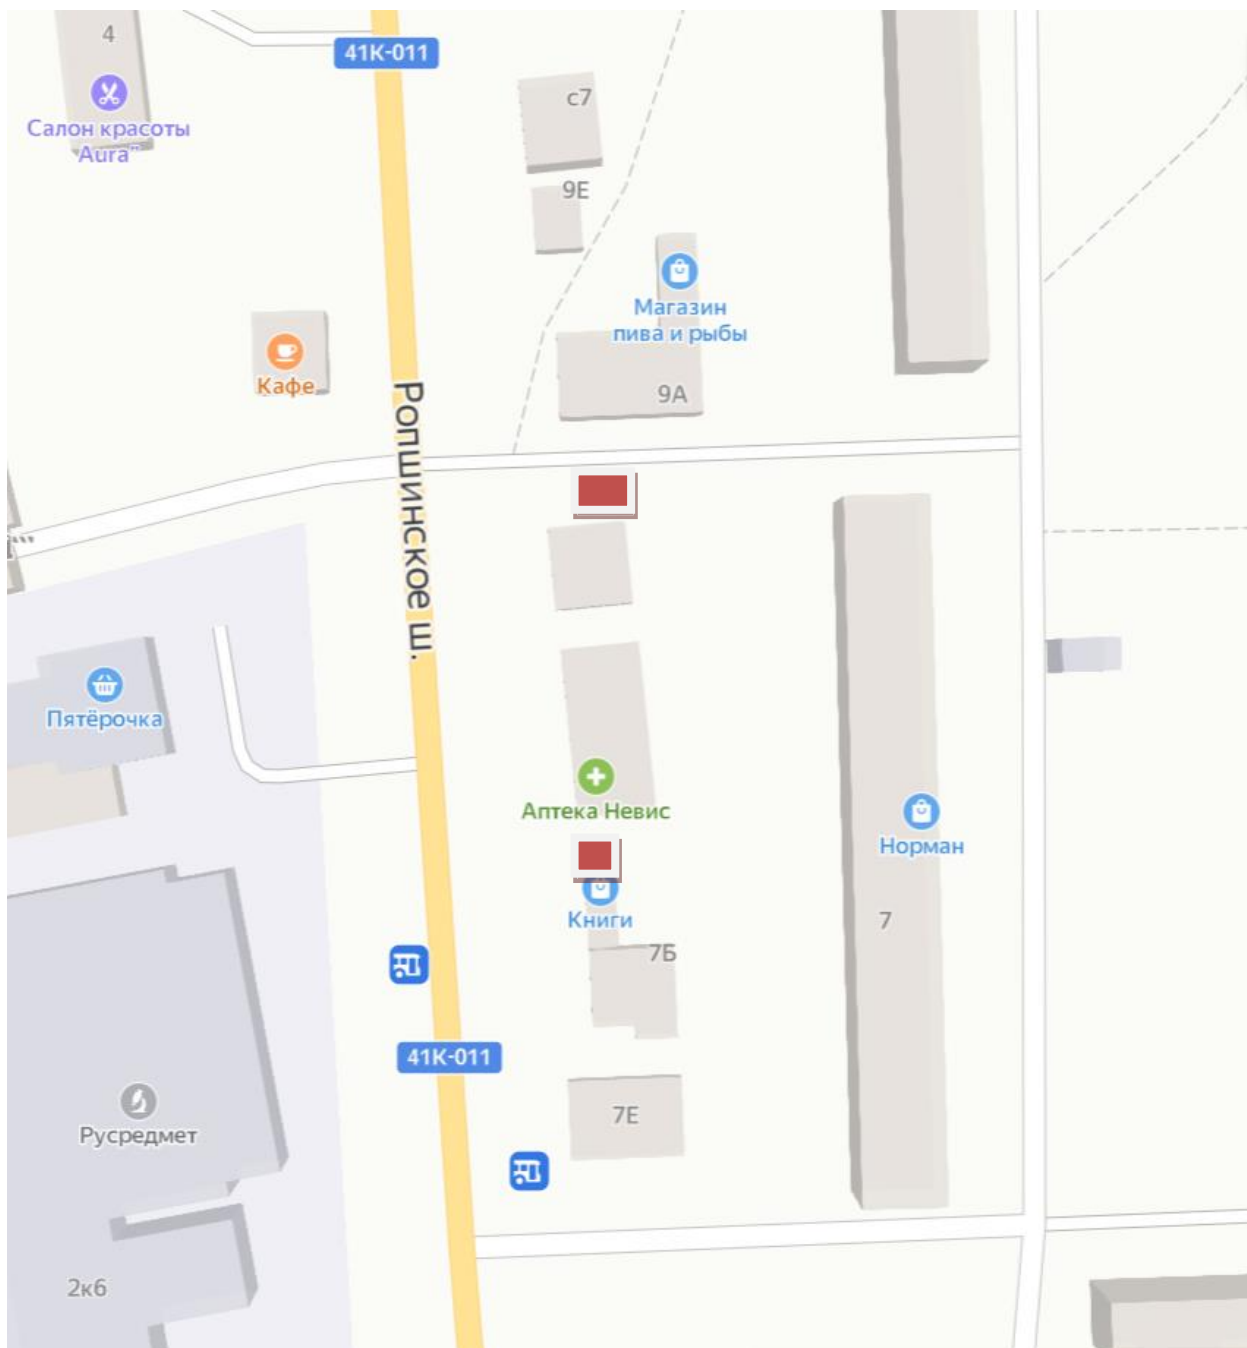 4
41К-011
Салон красоты
Aura"
с7
9Е
Магазин
пива и рыбы
Кафе
9А
Ропшинское ш.
Пятёрочка
Аптека Невис
Норман
Книги
7
7Б
41К-011
Русредмет
7Е
2к6